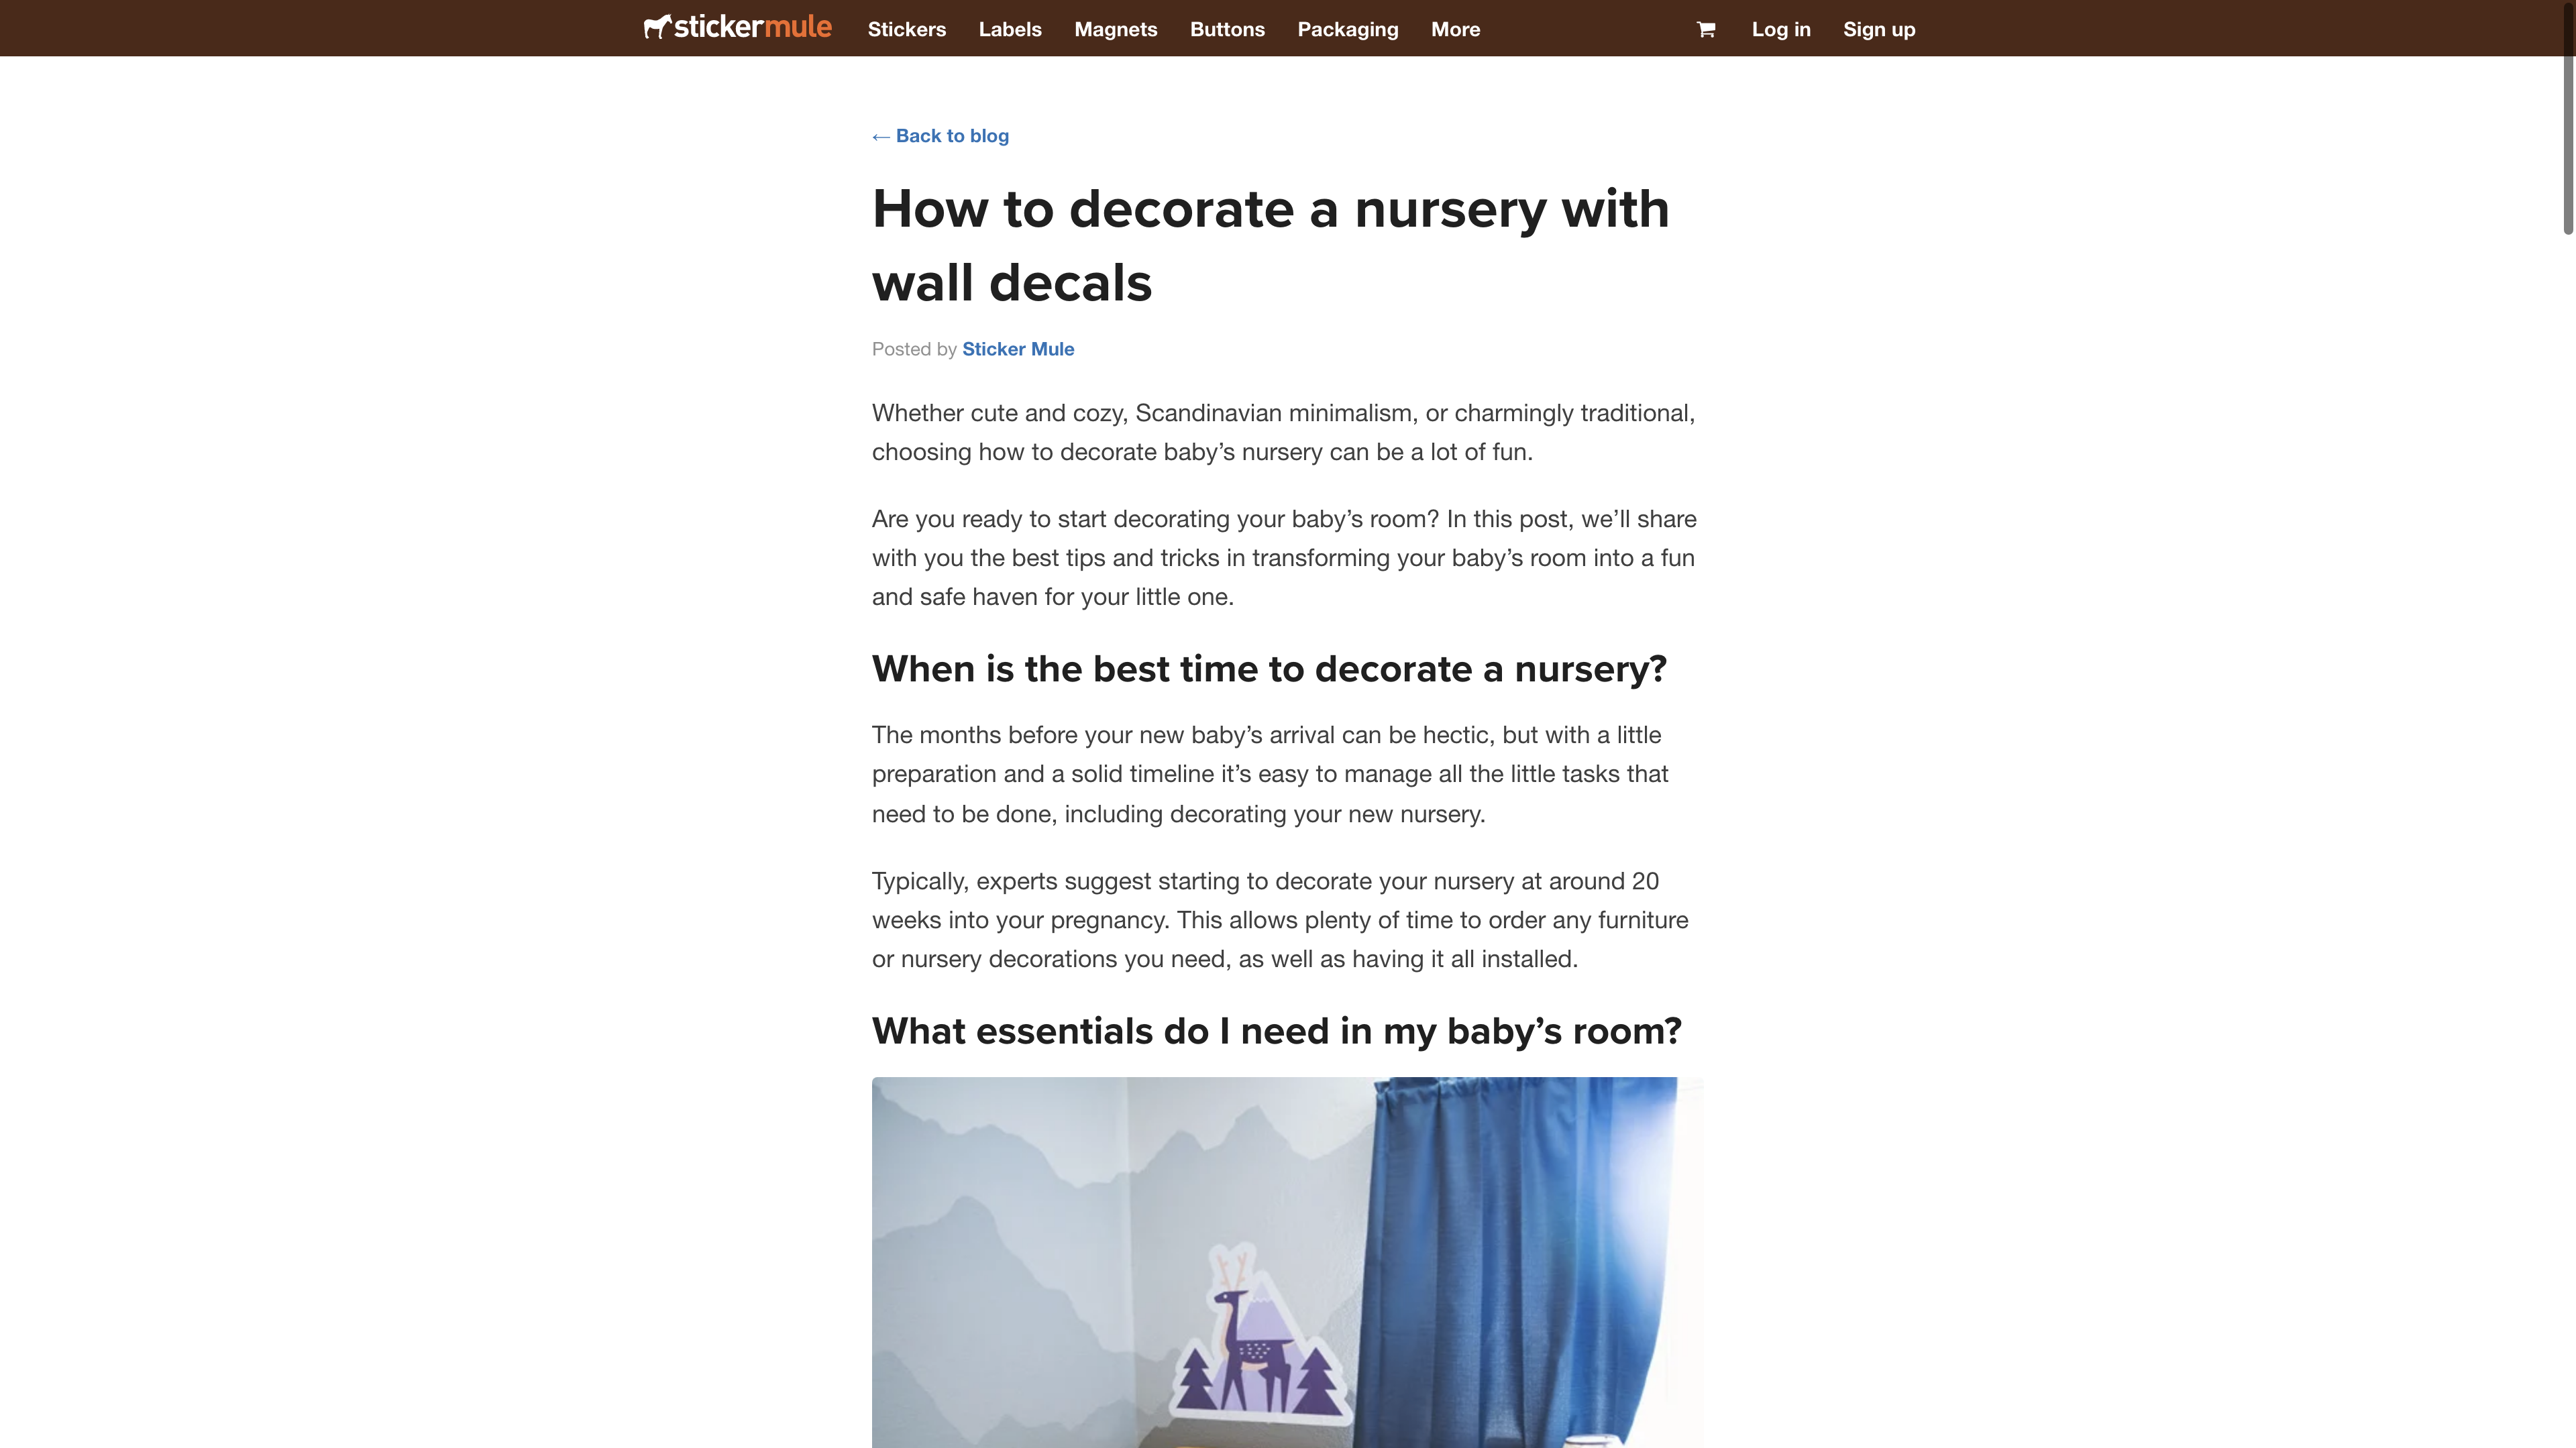 stickermule Stickers Labels Magnets Buttons Packaging More Log in Sign up
← Back to blog
How to decorate a nursery with
wall decals
Posted by Sticker Mule
Whether cute and cozy, Scandinavian minimalism, or charmingly traditional,
choosing how to decorate baby’s nursery can be a lot of fun.
Are you ready to start decorating your baby’s room? In this post, we’ll share
with you the best tips and tricks in transforming your baby’s room into a fun
and safe haven for your little one.
When is the best time to decorate a nursery?
The months before your new baby’s arrival can be hectic, but with a little
preparation and a solid timeline it’s easy to manage all the little tasks that
need to be done, including decorating your new nursery.
Typically, experts suggest starting to decorate your nursery at around 20
weeks into your pregnancy. This allows plenty of time to order any furniture
or nursery decorations you need, as well as having it all installed.
What essentials do I need in my baby’s room?